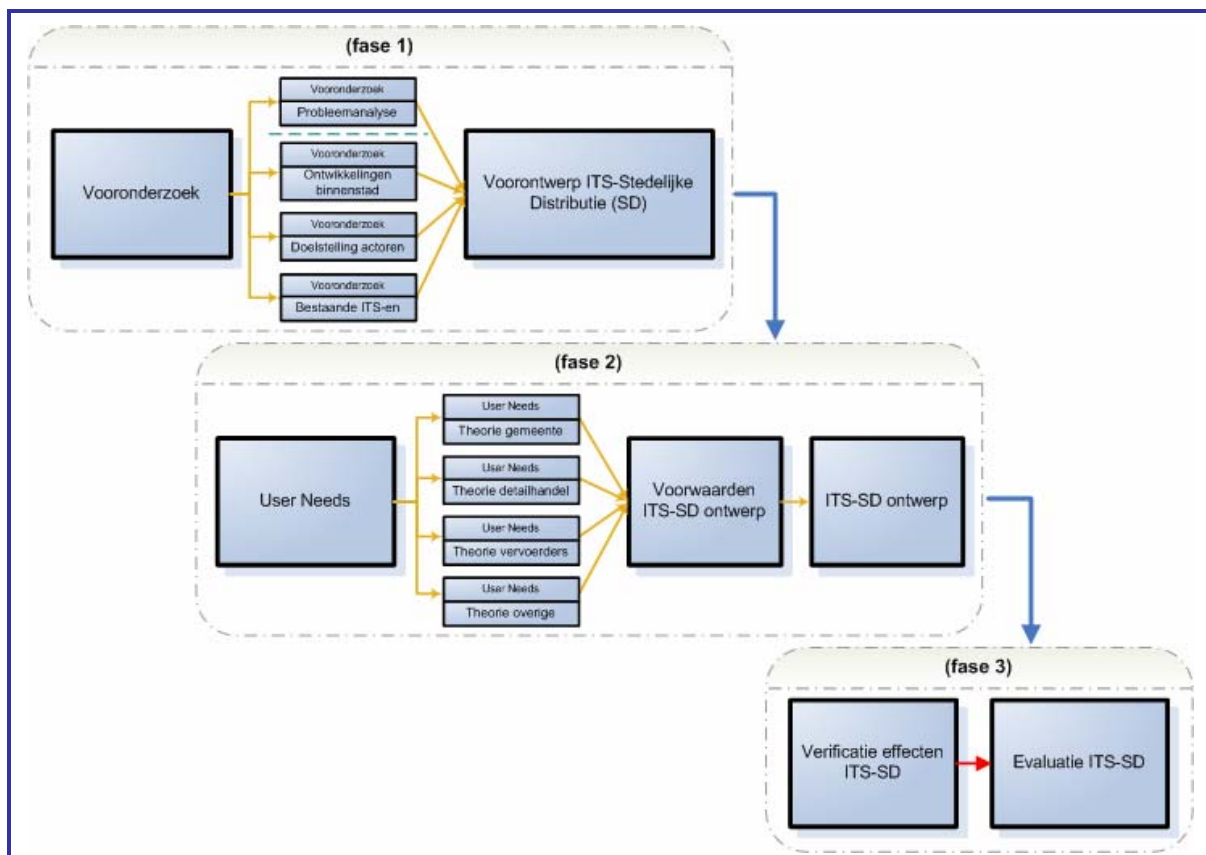 (fase 1)
Vooronderzoek
Vooronderzoek
Probleemanalyse
Vooronderzoek
Ontwikkelingen
binnenstad
Vooronderzoek
Doelstelling actoren
Vooronderzoek
Bestaande ITS-en
Voorontwerp ITS-Stedelijke
Distributie (SD)
(fase 2)
User Needs
User Needs
Theorie gemeente
User Needs
Theorie detailhandel
User Needs
Theorie vervoerders
User Needs
Theorie overige
Voorwaarden
ITS-SD ontwerp
ITS-SD ontwerp
(fase 3)
Verificatie effecten
ITS-SD
Evaluatie ITS-SD